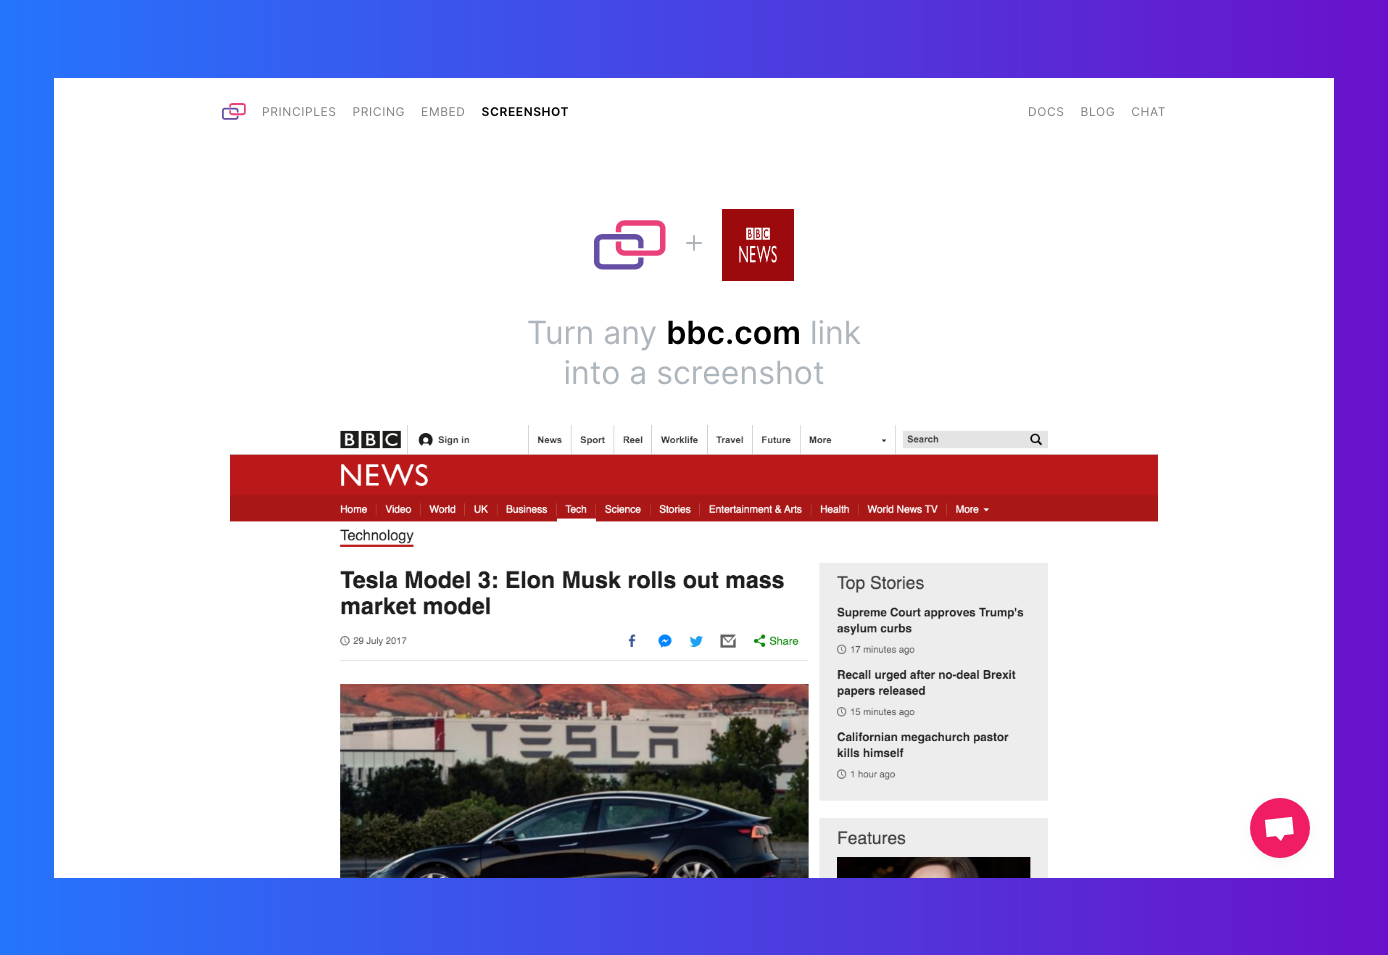 PRINCIPLES PRICING EMBED SCREENSHOT DOCS BLOG CHAT
BBC
NEWS
+
Turn any bbc.com link
into a screenshot
BBC Sign in News Sport Reel Worklife Travel Future More Search
NEWS
Home Video World UK Business Tech Science Stories Entertainment & Arts Health World News TV More
Technology
Tesla Model 3: Elon Musk rolls out mass
market model
29 July 2017
Share
TESLA
Top Stories
Supreme Court approves Trump's
asylum curbs
17 minutes ago
Recall urged after no-deal Brexit
papers released
15 minutes ago
Californian megachurch pastor
kills himself
1 hour ago
Features